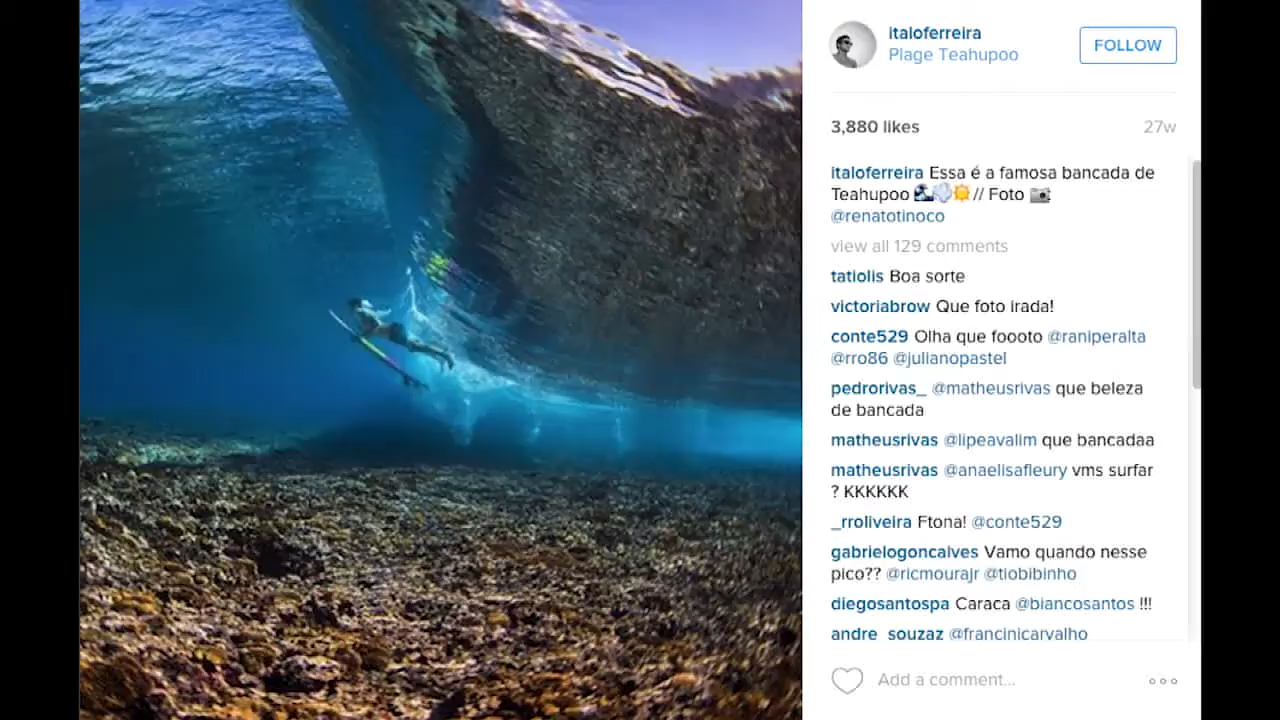 italoferreira
Plage Teahupoo
FOLLOW
3,880 likes
27w
italoferreira Essa é a famosa bancada de
Teahupoo 🌊💨☀️// Foto 📷
@renatotinoco
view all 129 comments
tatiolis Boa sorte
victoriabrow Que foto irada!
conte529 Olha que foooto @raniperalta
@rro86 @julianopastel
pedrorivas_ @matheusrivas que beleza
de bancada
matheusrivas @lipeavalim que bancadaa
matheusrivas @anaelisafleury vms surfar
? KKKKKK
_rroliveira Ftona! @conte529
gabrielogoncalves Vamo quando nesse
pico?? @ricmourajr @tiobibinho
diegosantospa Caraca @biancosantos !!!
andre_souzaz @francinicarvalho
Add a comment...